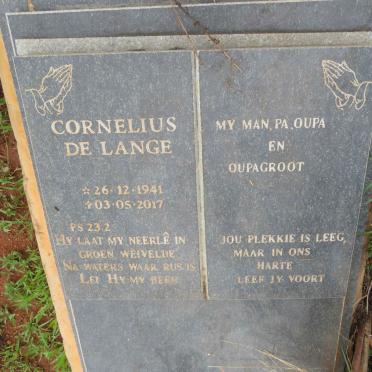 CORNELIUS
DE LANGE
☆26·12·1941
✞03·05·2017
PS 23:2
HY LAAT MY NEERLÊ IN
GROEN WEIVELDE
NA WATERS WAAR RUS IS
LEI HY MY HEEN
MY MAN, PA, OUPA
EN
OUPAGROOT
JOU PLEKKIE IS LEEG,
MAAR IN ONS
HARTE
LEEF JY VOORT